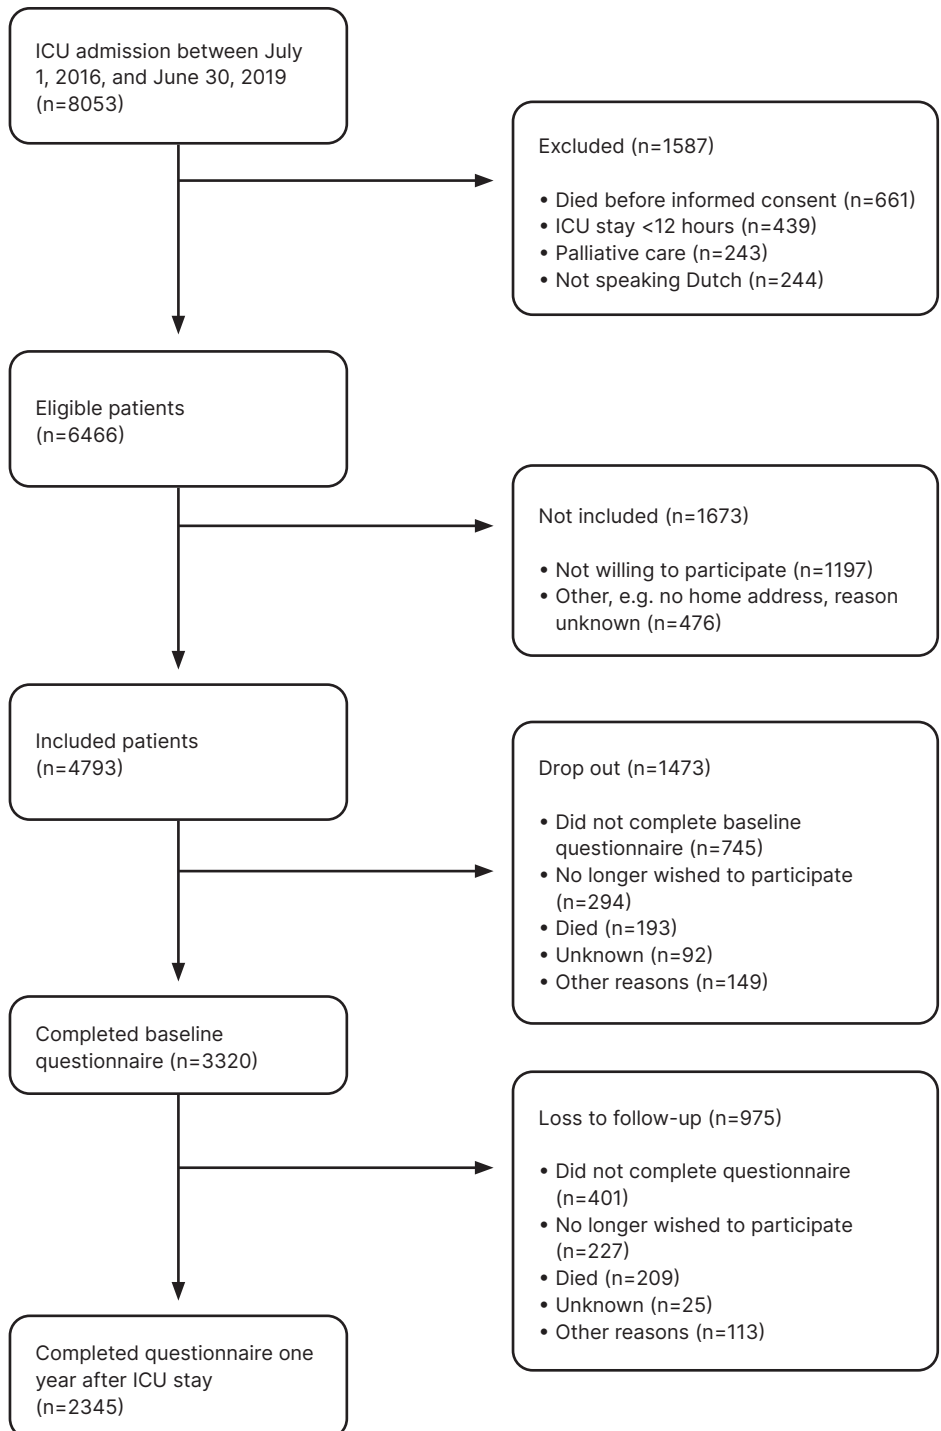 ICU admission between July
1, 2016, and June 30, 2019
(n=8053)
Excluded (n=1587)
• Died before informed consent (n=661)
• ICU stay <12 hours (n=439)
• Palliative care (n=243)
• Not speaking Dutch (n=244)
Eligible patients
(n=6466)
Not included (n=1673)
• Not willing to participate (n=1197)
• Other, e.g. no home address, reason
unknown (n=476)
Included patients
(n=4793)
Drop out (n=1473)
• Did not complete baseline
questionnaire (n=745)
• No longer wished to participate
(n=294)
• Died (n=193)
• Unknown (n=92)
• Other reasons (n=149)
Completed baseline
questionnaire (n=3320)
Loss to follow-up (n=975)
• Did not complete questionnaire
(n=401)
• No longer wished to participate
(n=227)
• Died (n=209)
• Unknown (n=25)
• Other reasons (n=113)
Completed questionnaire one
year after ICU stay
(n=2345)